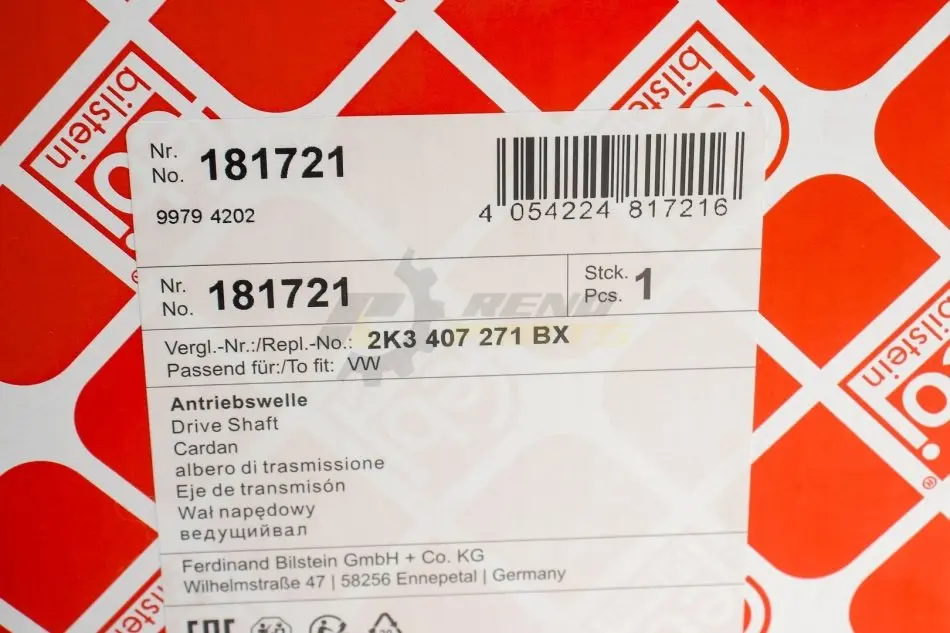 bilstein
bilstein
Nr.
No. 181721
9979 4202
4 054224 817216
Nr.
No. 181721
Stck.
Pcs. 1
Vergl.-Nr.:/Repl.-No.: 2K3 407 271 BX
Passend für:/To fit: VW
Antriebswelle
Drive Shaft
Cardan
albero di trasmissione
Eje de transmisón
Wał napędowy
ведущийвал
Ferdinand Bilstein GmbH + Co. KG
Wilhelmstraße 47 | 58256 Ennepetal | Germany
bilstein
bilstein